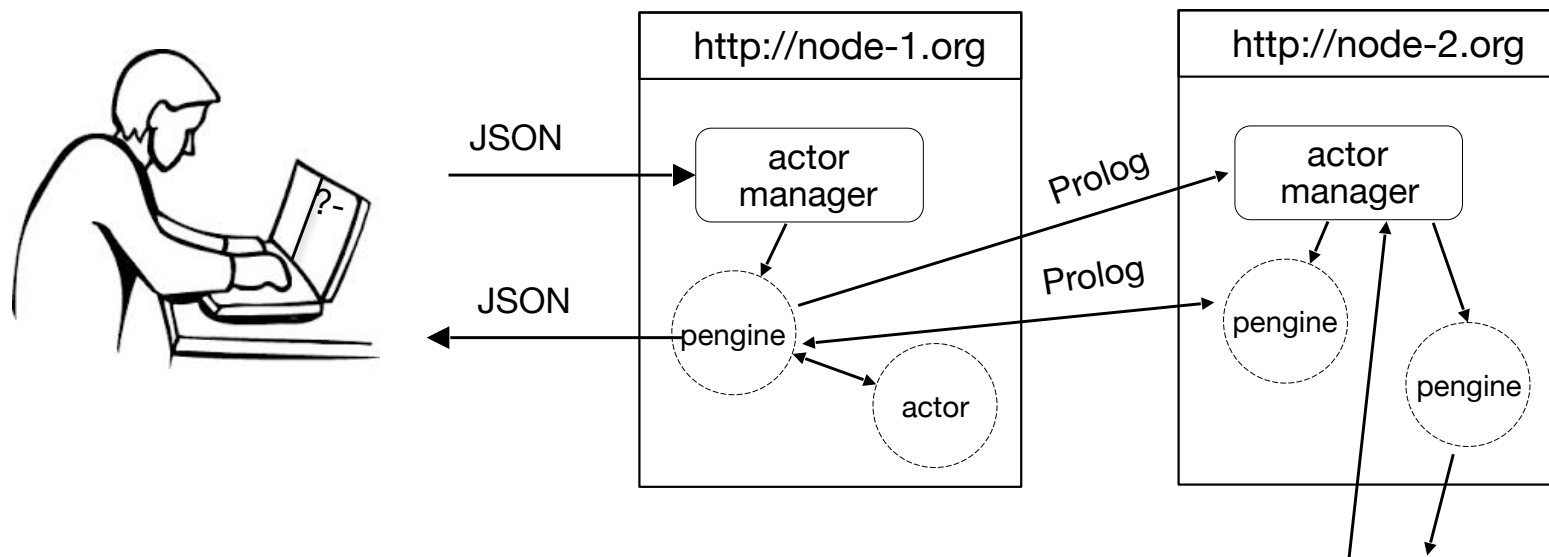 http://node-1.org
http://node-2.org
JSON
actor
manager
Prolog
actor
manager
?-
JSON
pengine
actor
Prolog
pengine
pengine